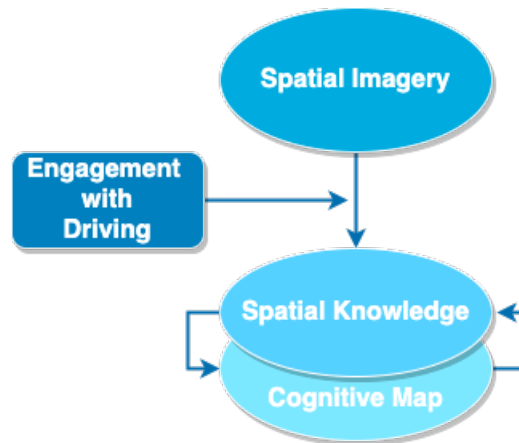 Spatial Imagery
Engagement
with
Driving
Spatial Knowledge
Cognitive Map